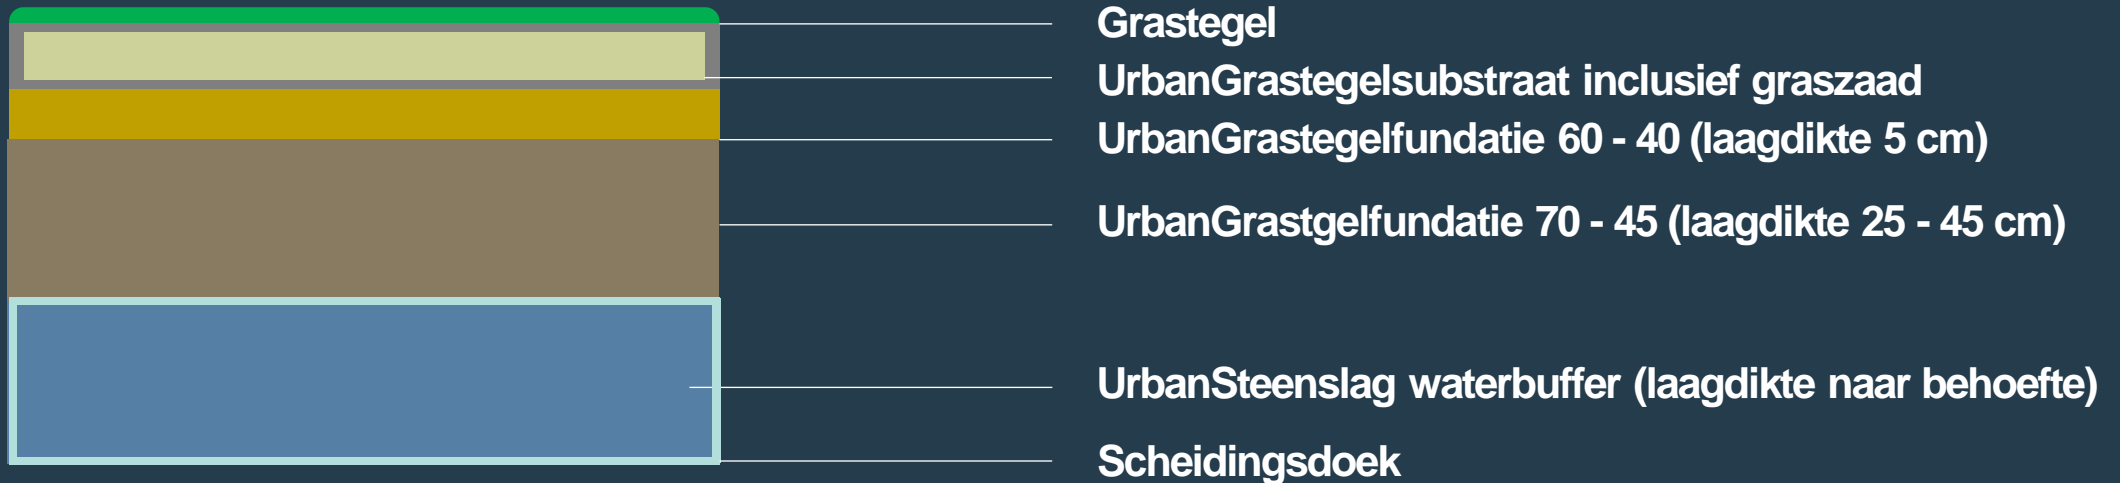 Grastegel
UrbanGrastegelsubstraat inclusief graszaad
UrbanGrastegelfundatie 60 - 40 (laagdikte 5 cm)
UrbanGrastgelfundatie 70 - 45 (laagdikte 25 - 45 cm)
UrbanSteenslag waterbuffer (laagdikte naar behoefte)
Scheidingsdoek